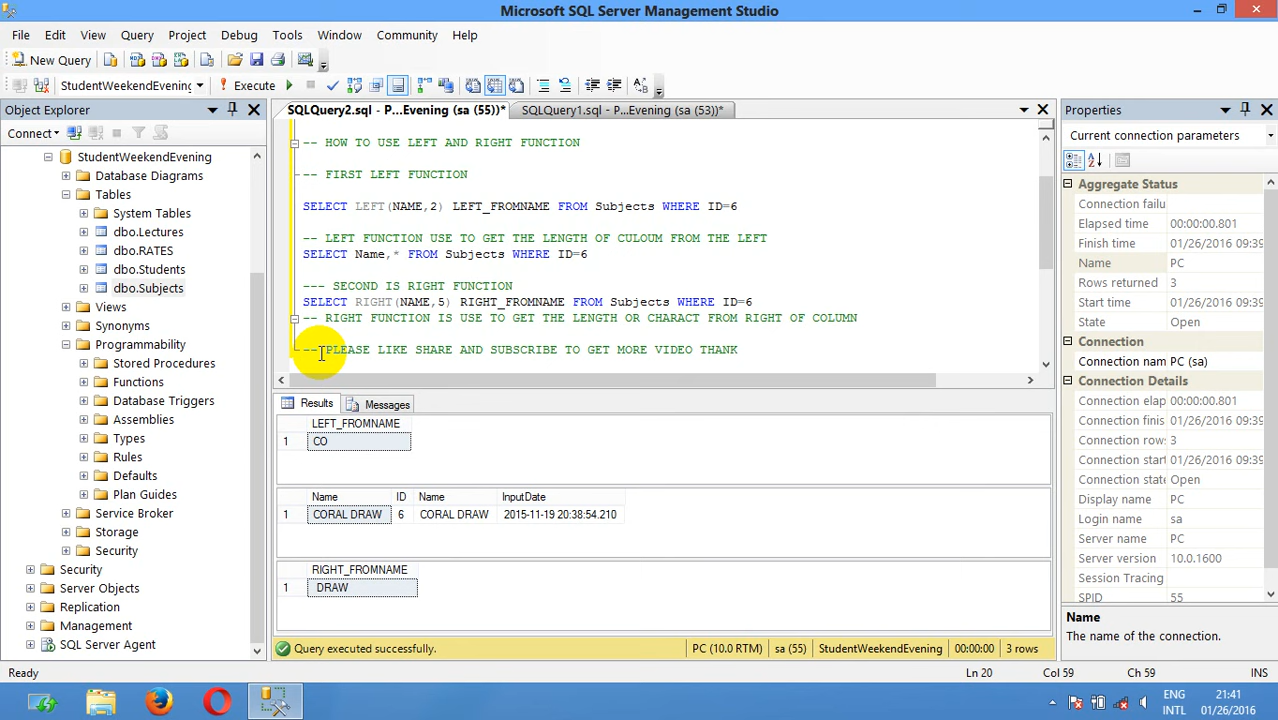 Microsoft SQL Server Management Studio
File Edit View Query Project Debug Tools Window Community Help
New Query
StudentWeekendEvening Execute
Object Explorer
Connect
StudentWeekendEvening
Database Diagrams
Tables
System Tables
dbo.Lectures
dbo.RATES
dbo.Students
dbo.Subjects
Views
Synonyms
Programmability
Stored Procedures
Functions
Database Triggers
Assemblies
Types
Rules
Defaults
Plan Guides
Service Broker
Storage
Security
Security
Server Objects
Replication
Management
SQL Server Agent
SQLQuery2.sql - P...Evening (sa (55))* SQLQuery1.sql - P...Evening (sa (53))*
-- HOW TO USE LEFT AND RIGHT FUNCTION
-- FIRST LEFT FUNCTION
SELECT LEFT(NAME,2) LEFT_FROMNAME FROM Subjects WHERE ID=6
-- LEFT FUNCTION USE TO GET THE LENGTH OF CULOUM FROM THE LEFT
SELECT Name,* FROM Subjects WHERE ID=6
--- SECOND IS RIGHT FUNCTION
SELECT RIGHT(NAME,5) RIGHT_FROMNAME FROM Subjects WHERE ID=6
-- RIGHT FUNCTION IS USE TO GET THE LENGTH OR CHARACT FROM RIGHT OF COLUMN
-- PLEASE LIKE SHARE AND SUBSCRIBE TO GET MORE VIDEO THANK
Results Messages
LEFT_FROMNAME
1 CO
Name ID Name InputDate
1 CORAL DRAW 6 CORAL DRAW 2015-11-19 20:38:54.210
RIGHT_FROMNAME
1 DRAW
Query executed successfully. PC (10.0 RTM) sa (55) StudentWeekendEvening 00:00:00 3 rows
Properties
Current connection parameters
Aggregate Status
Connection failu
Elapsed time 00:00:00.801
Finish time 01/26/2016 09:39
Name PC
Rows returned 3
Start time 01/26/2016 09:39
State Open
Connection
Connection nam PC (sa)
Connection Details
Connection elap 00:00:00.801
Connection finis 01/26/2016 09:39
Connection rows 3
Connection start 01/26/2016 09:39
Connection state Open
Display name PC
Login name sa
Server name PC
Server version 10.0.1600
Session Tracing
SPID 55
Name
The name of the connection.
Ready Ln 20 Col 59 Ch 59 INS
ENG 21:41
INTL 01/26/2016